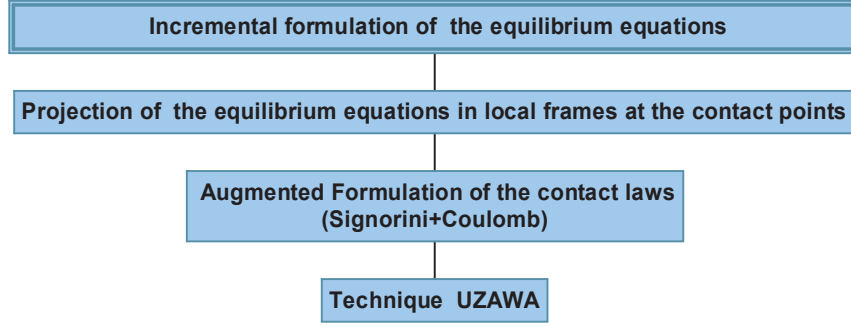 Incremental formulation of the equilibrium equations
Projection of the equilibrium equations in local frames at the contact points
Augmented Formulation of the contact laws
(Signorini+Coulomb)
Technique UZAWA